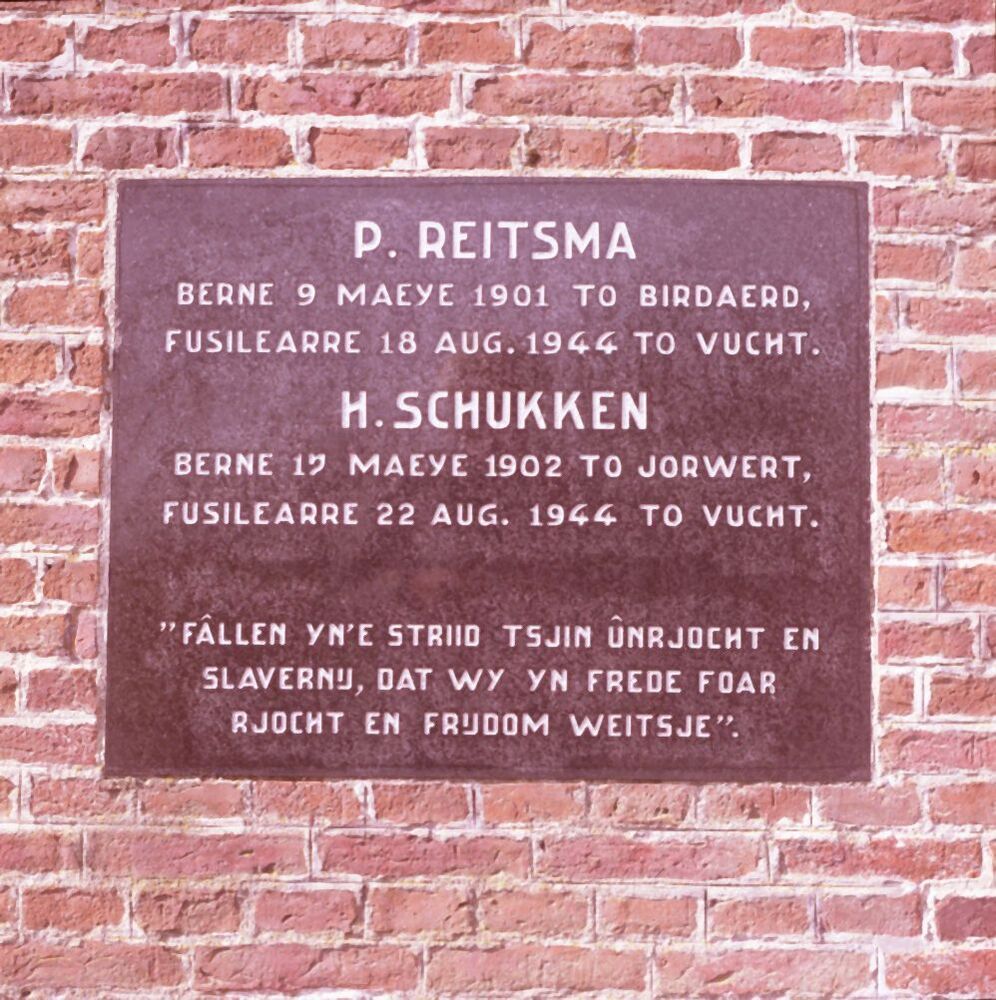 P. REITSMA
BERNE 9 MAEYE 1901 TO BIRDAERD,
FUSILEARRE 18 AUG. 1944 TO VUCHT.
H. SCHUKKEN
BERNE 17 MAEYE 1902 TO JORWERT,
FUSILEARRE 22 AUG. 1944 TO VUCHT.
"FÂLLEN YN'E STRIID TSJIN ÛNRJOCHT EN
SLAVERNIJ, DAT WY YN FREDE FOAR
RJOCHT EN FRIJDOM WEITSJE".